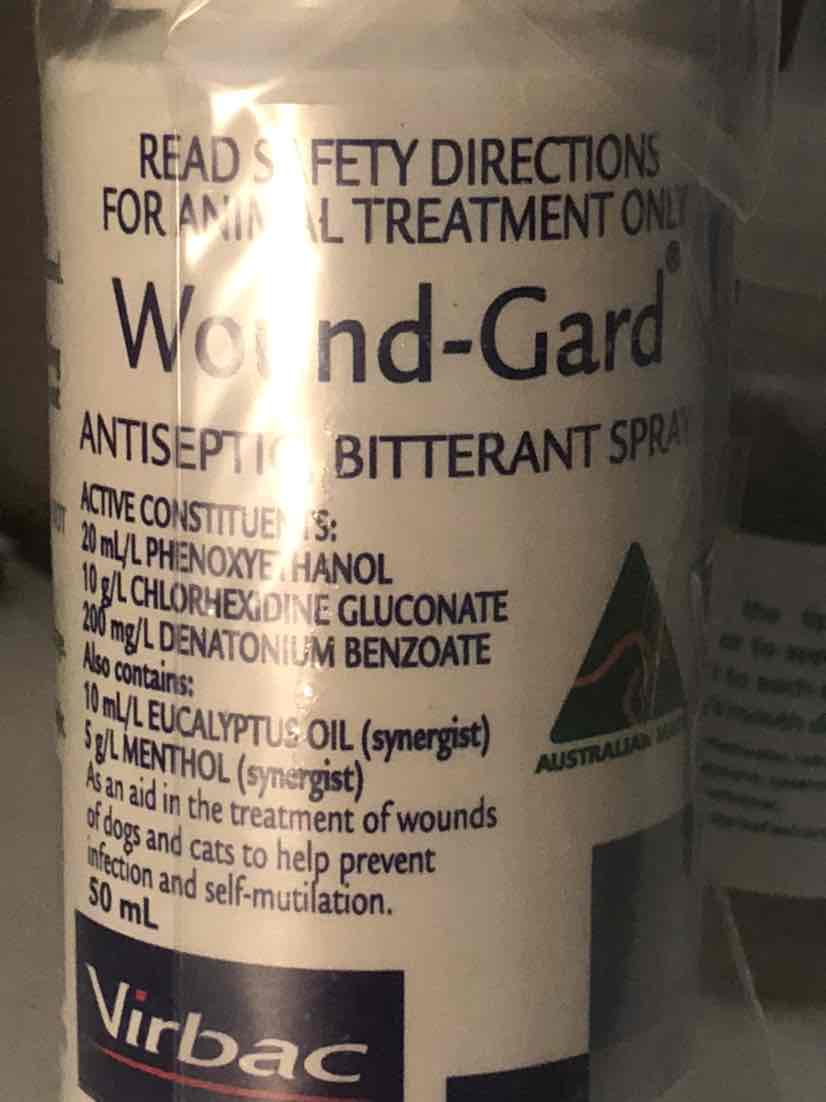 READ SAFETY DIRECTIONS
FOR ANIMAL TREATMENT ONLY
Wound-Gard®
ANTISEPTIC BITTERANT SPRAY
ACTIVE CONSTITUENTS:
20 mL/L PHENOXYETHANOL
10 g/L CHLORHEXIDINE GLUCONATE
200 mg/L DENATONIUM BENZOATE
Also contains:
10 mL/L EUCALYPTUS OIL (synergist)
5 g/L MENTHOL (synergist)
As an aid in the treatment of wounds
of dogs and cats to help prevent
infection and self-mutilation.
50 mL
AUSTRALIAN MADE
Virbac